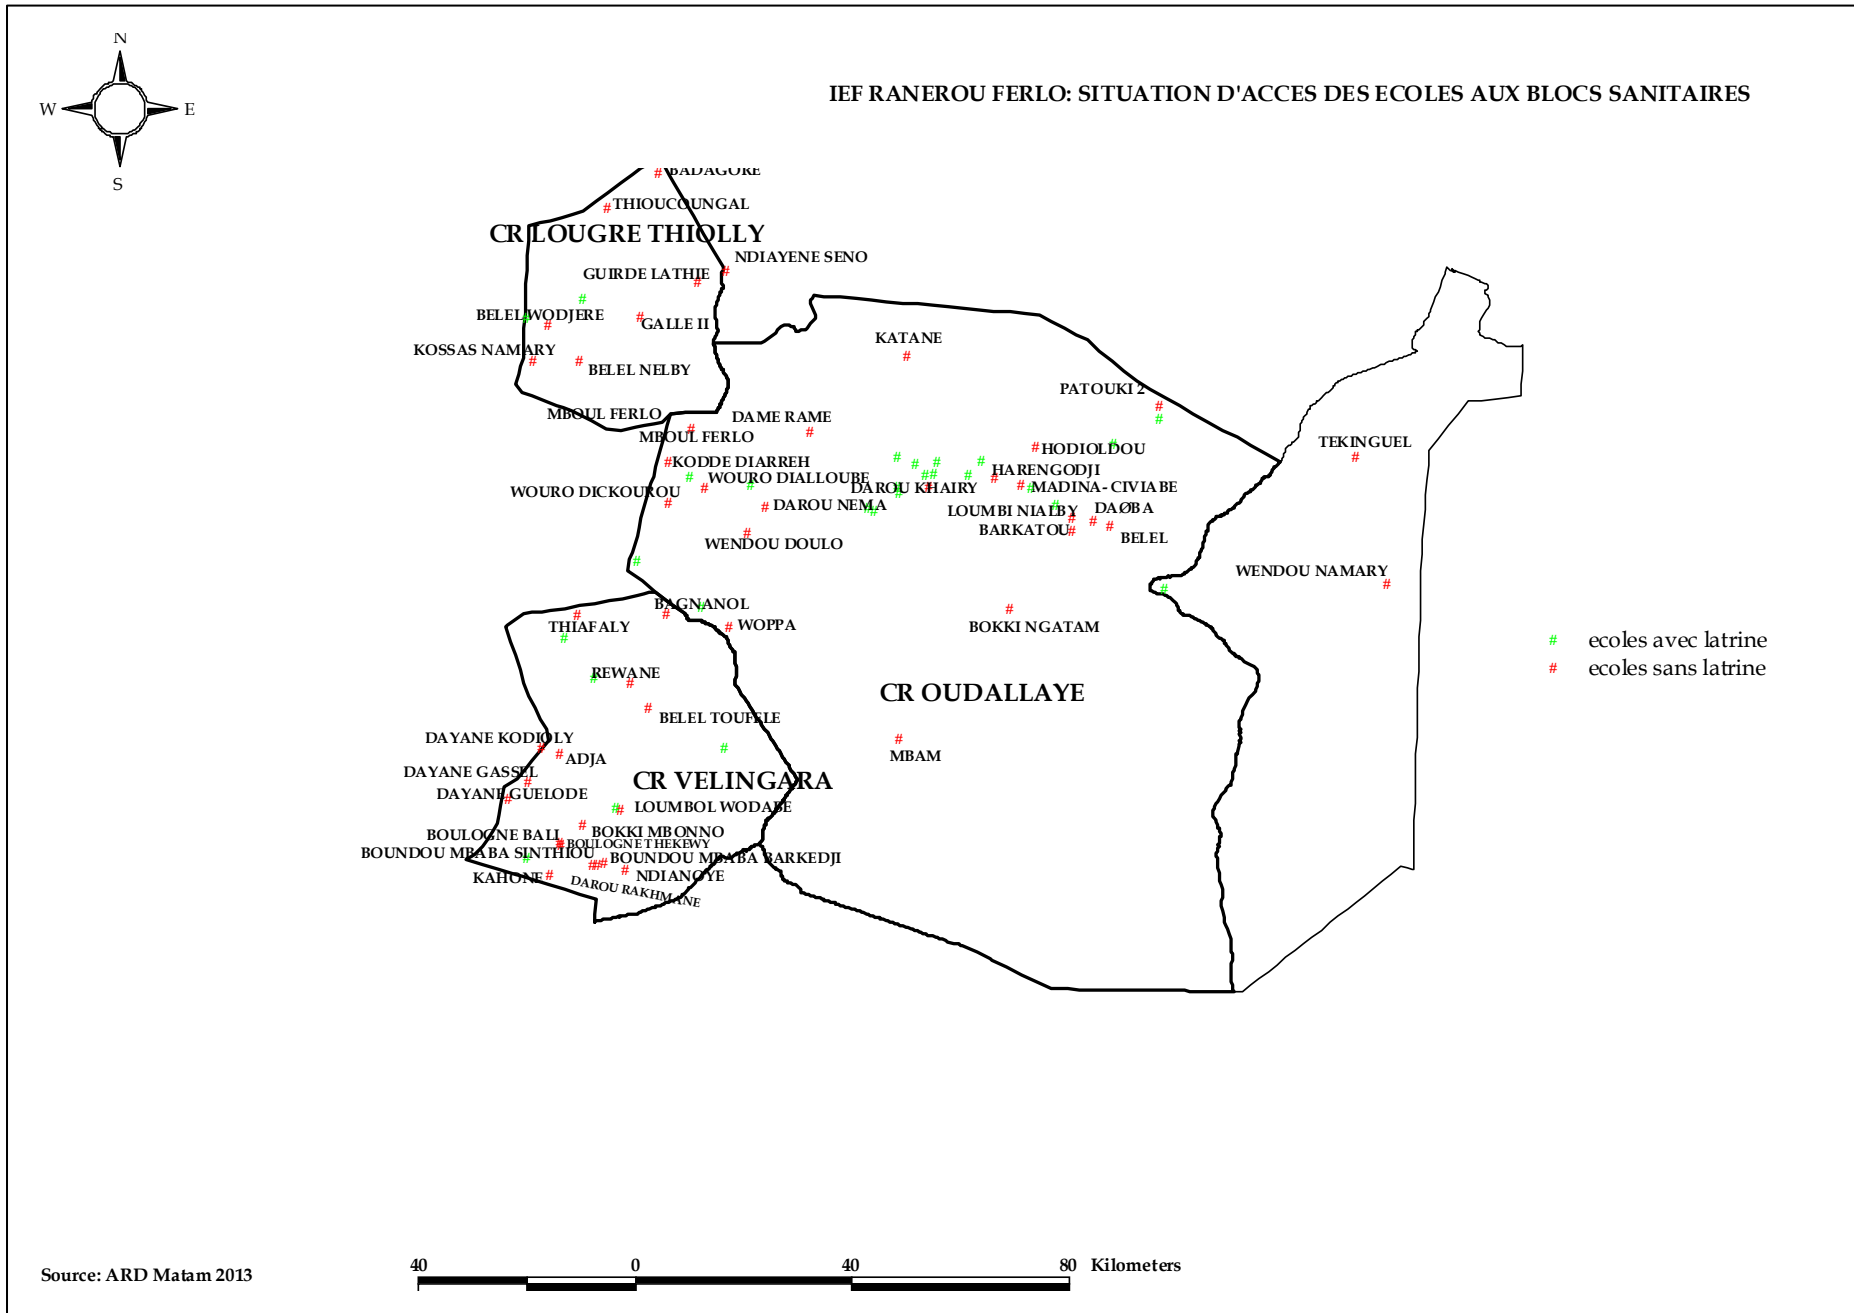 N
W
E
S
IEF RANEROU FERLO: SITUATION D'ACCES DES ECOLES AUX BLOCS SANITAIRES
BADAGORE
THIOUCOUNGAL
CR LOUGRE THIOLLY
NDIAYENE SENO
GUIRDE LATHIE
BELEL WODJERE
GALLE II
KOSSAS NAMARY
BELEL NELBY
KATANE
PATOUKI 2
MBOUL FERLO
DAME RAME
MBOUL FERLO
TEKINGUEL
HODIOLDOU
KODDE DIARREH
HARENGODJI
WOURO DIALLOUBE
WOURO DICKOUROU
DAROU KHAIRY
MADINA-CIVIABE
DAROU NEMA
LOUMBI NIALBY
DAØBA
BARKATOU
BELEL
WENDOU DOULO
WENDOU NAMARY
BAGNANOL
THIAFALY
WOPPA
BOKKI NGATAM
# ecoles avec latrine
# ecoles sans latrine
REWANE
CR OUDALLAYE
BELEL TOUFELE
DAYANE KODIOLY
ADJA
MBAM
DAYANE GASSEL
CR VELINGARA
DAYANE GUELODE
LOUMBOL WODABE
BOULOGNE BALI
BOKKI MBONNO
BOULOGNE THEKEWY
BOUNDOU MBABA SINTHIOU
BOUNDOU MBABA BARKEDJI
KAHONE
NDIANOYE
DAROU RAKHMANE
Source: ARD Matam 2013
40 0 40 80 Kilometers